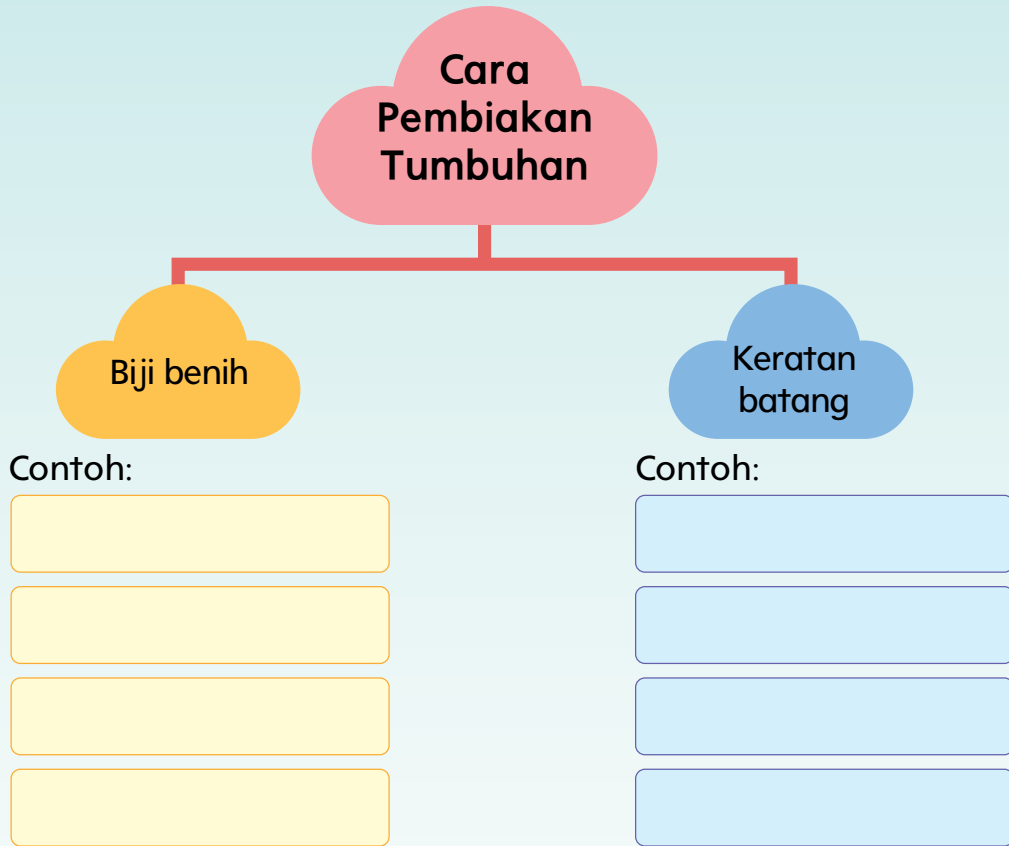 Cara
Pembiakan
Tumbuhan
Biji benih
Keratan
batang
Contoh:
Contoh: